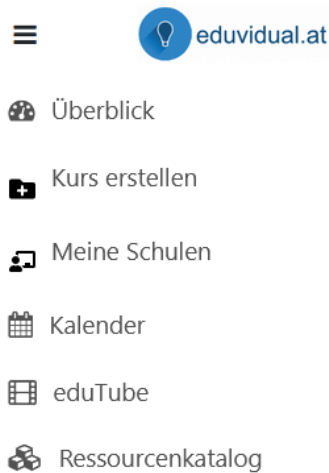 eduvidual.at
Überblick
Kurs erstellen
Meine Schulen
Kalender
eduTube
Ressourcenkatalog